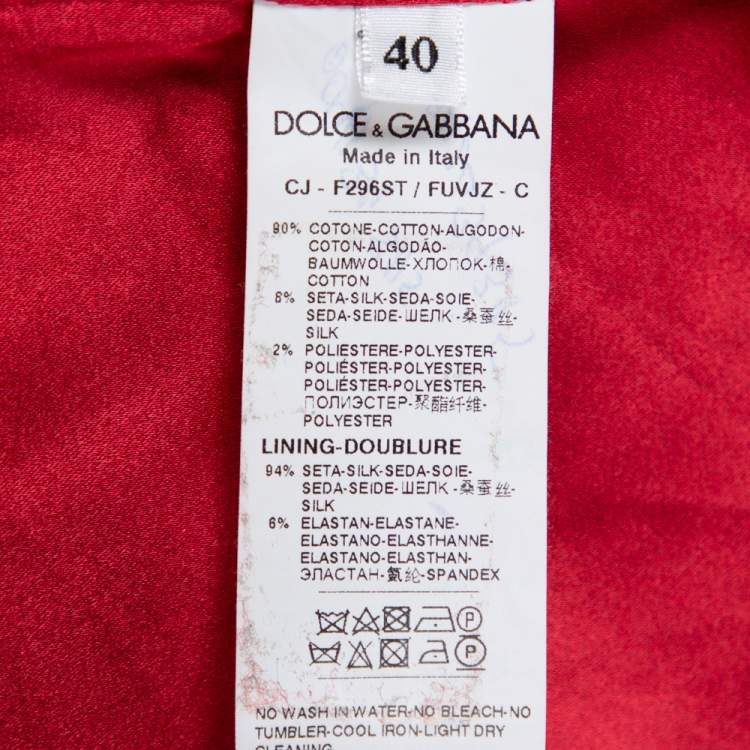 40
DOLCE & GABBANA
Made in Italy
CJ - F296ST / FUVJZ - C
90% COTONE-COTTON-ALGODON-
COTON-ALGODÃO-
BAUMWOLLE-ХЛОПОК-棉-
COTTON
8% SETA-SILK-SEDA-SOIE-
SEDA-SEIDE-ШЕЛК-桑蚕丝-
SILK
2% POLIESTERE-POLYESTER-
POLIÉSTER-POLYESTER-
POLIÉSTER-POLYESTER-
ПОЛИЭСТЕР-聚酯纤维-
POLYESTER
LINING-DOUBLURE
94% SETA-SILK-SEDA-SOIE-
SEDA-SEIDE-ШЕЛК-桑蚕丝-
SILK
6% ELASTAN-ELASTANE-
ELASTANO-ELASTHANNE-
ELASTANO-ELASTHAN-
ЭЛАСТАН-氨纶-SPANDEX
P
P
NO WASH IN WATER-NO BLEACH-NO
TUMBLER-COOL IRON-LIGHT DRY
CLEANING